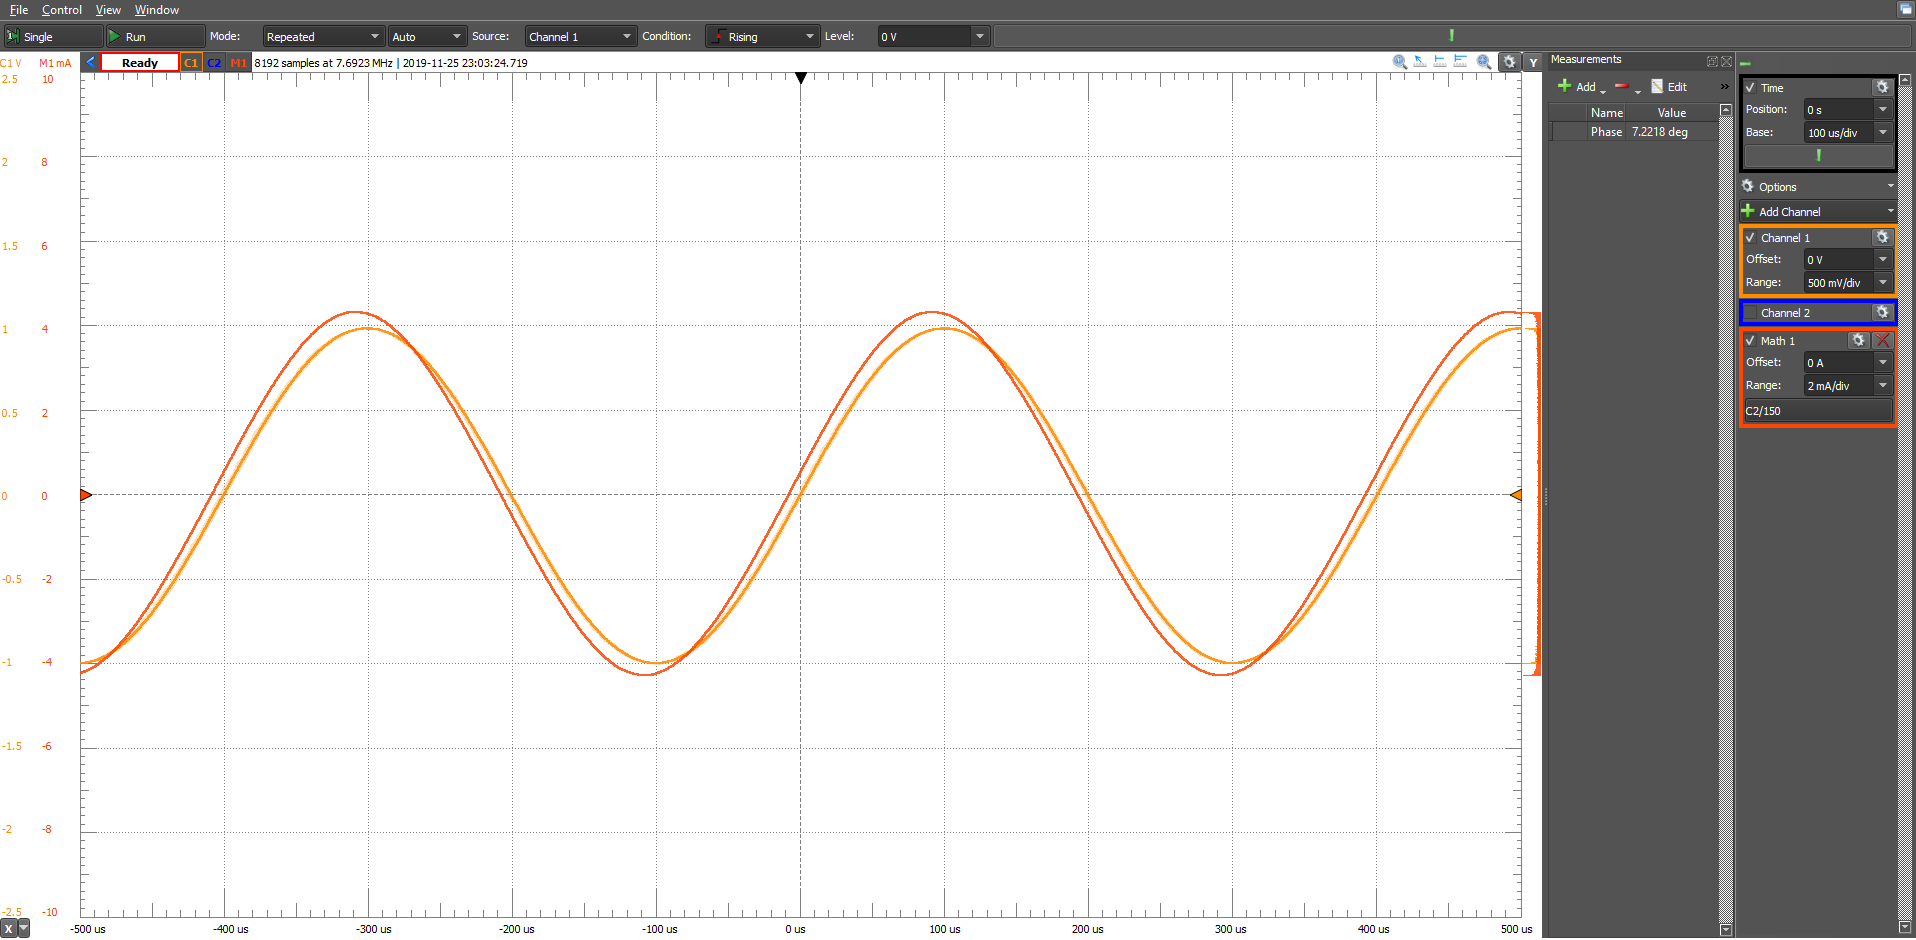 File Control View Window
Single Run Mode: Repeated Auto Source: Channel 1 Condition: Rising Level: 0 V
C1 V M1 mA Ready C1 C2 M1 8192 samples at 7.6923 MHz | 2019-11-25 23:03:24.719 Y
2.5 10
2 8
1.5 6
1 4
0.5 2
0 0
-0.5 -2
-1 -4
-1.5 -6
-2 -8
-2.5 -10
X -500 us -400 us -300 us -200 us -100 us 0 us 100 us 200 us 300 us 400 us 500 us
Measurements
Add Edit »
Name Value
Phase 7.2218 deg
Time
Position: 0 s
Base: 100 us/div
Options
Add Channel
Channel 1
Offset: 0 V
Range: 500 mV/div
Channel 2
Math 1
Offset: 0 A
Range: 2 mA/div
C2/150